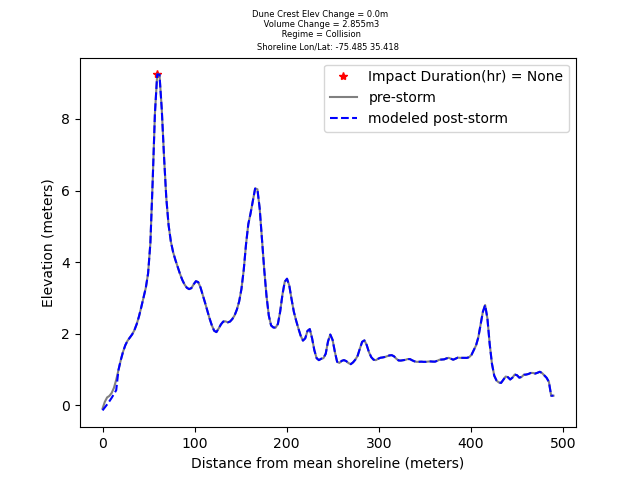 Dune Crest Elev Change = 0.0m
Volume Change = 2.855m3
Regime = Collision
Shoreline Lon/Lat: -75.485 35.418
Impact Duration(hr) = None
pre-storm
modeled post-storm
Elevation (meters)
8
6
4
2
0
0 100 200 300 400 500
Distance from mean shoreline (meters)